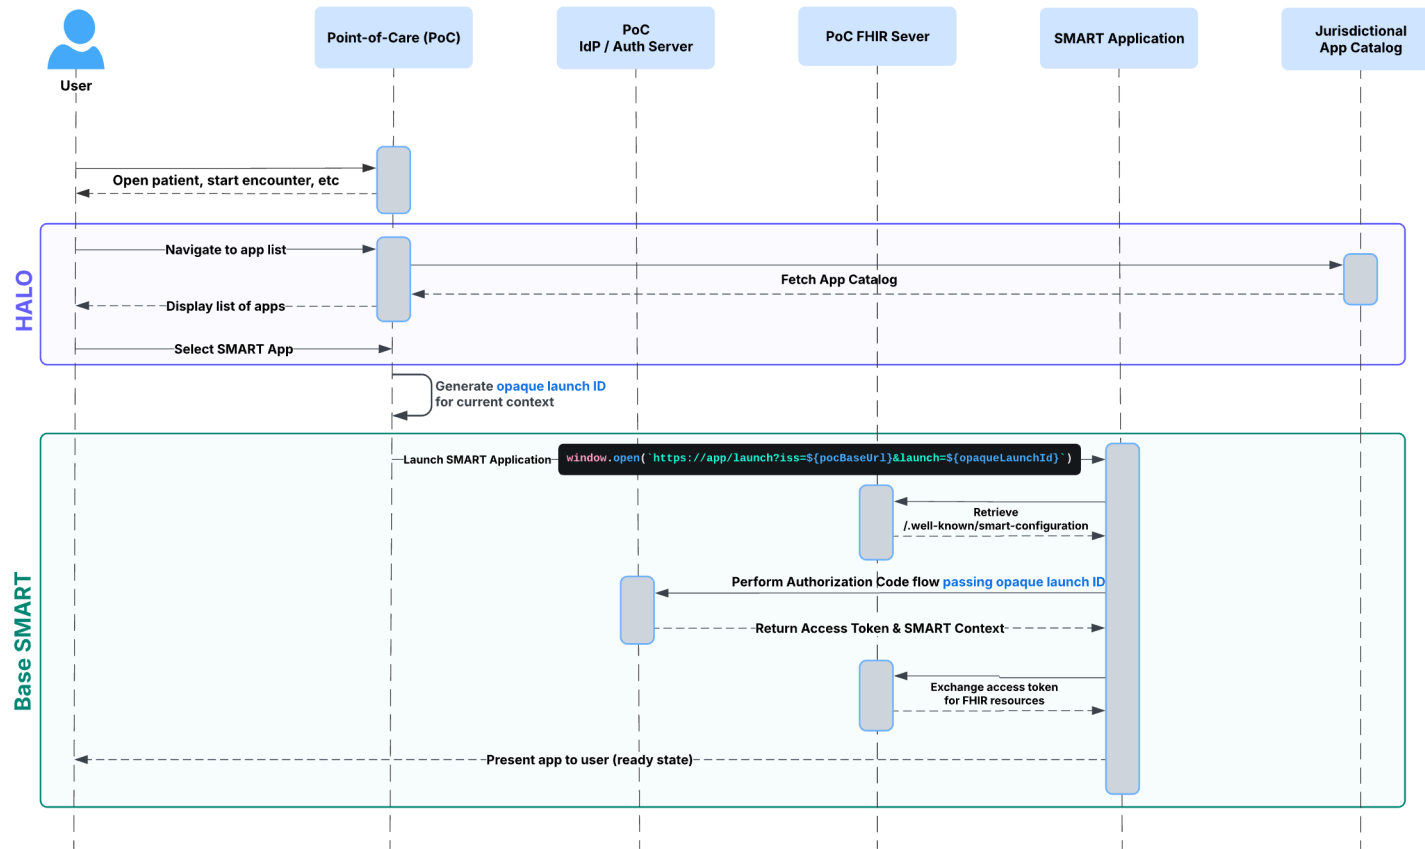 User
Point-of-Care (PoC)
PoC
IdP / Auth Server
PoC FHIR Sever
SMART Application
Jurisdictional
App Catalog
Open patient, start encounter, etc
HALO
Navigate to app list
Fetch App Catalog
Display list of apps
Select SMART App
Generate opaque launch ID
for current context
Base SMART
Launch SMART Application
window.open(`https://app/launch?iss=${pocBaseUrl}&launch=${opaqueLaunchId}`)
Retrieve
/.well-known/smart-configuration
Perform Authorization Code flow passing opaque launch ID
Return Access Token & SMART Context
Exchange access token
for FHIR resources
Present app to user (ready state)